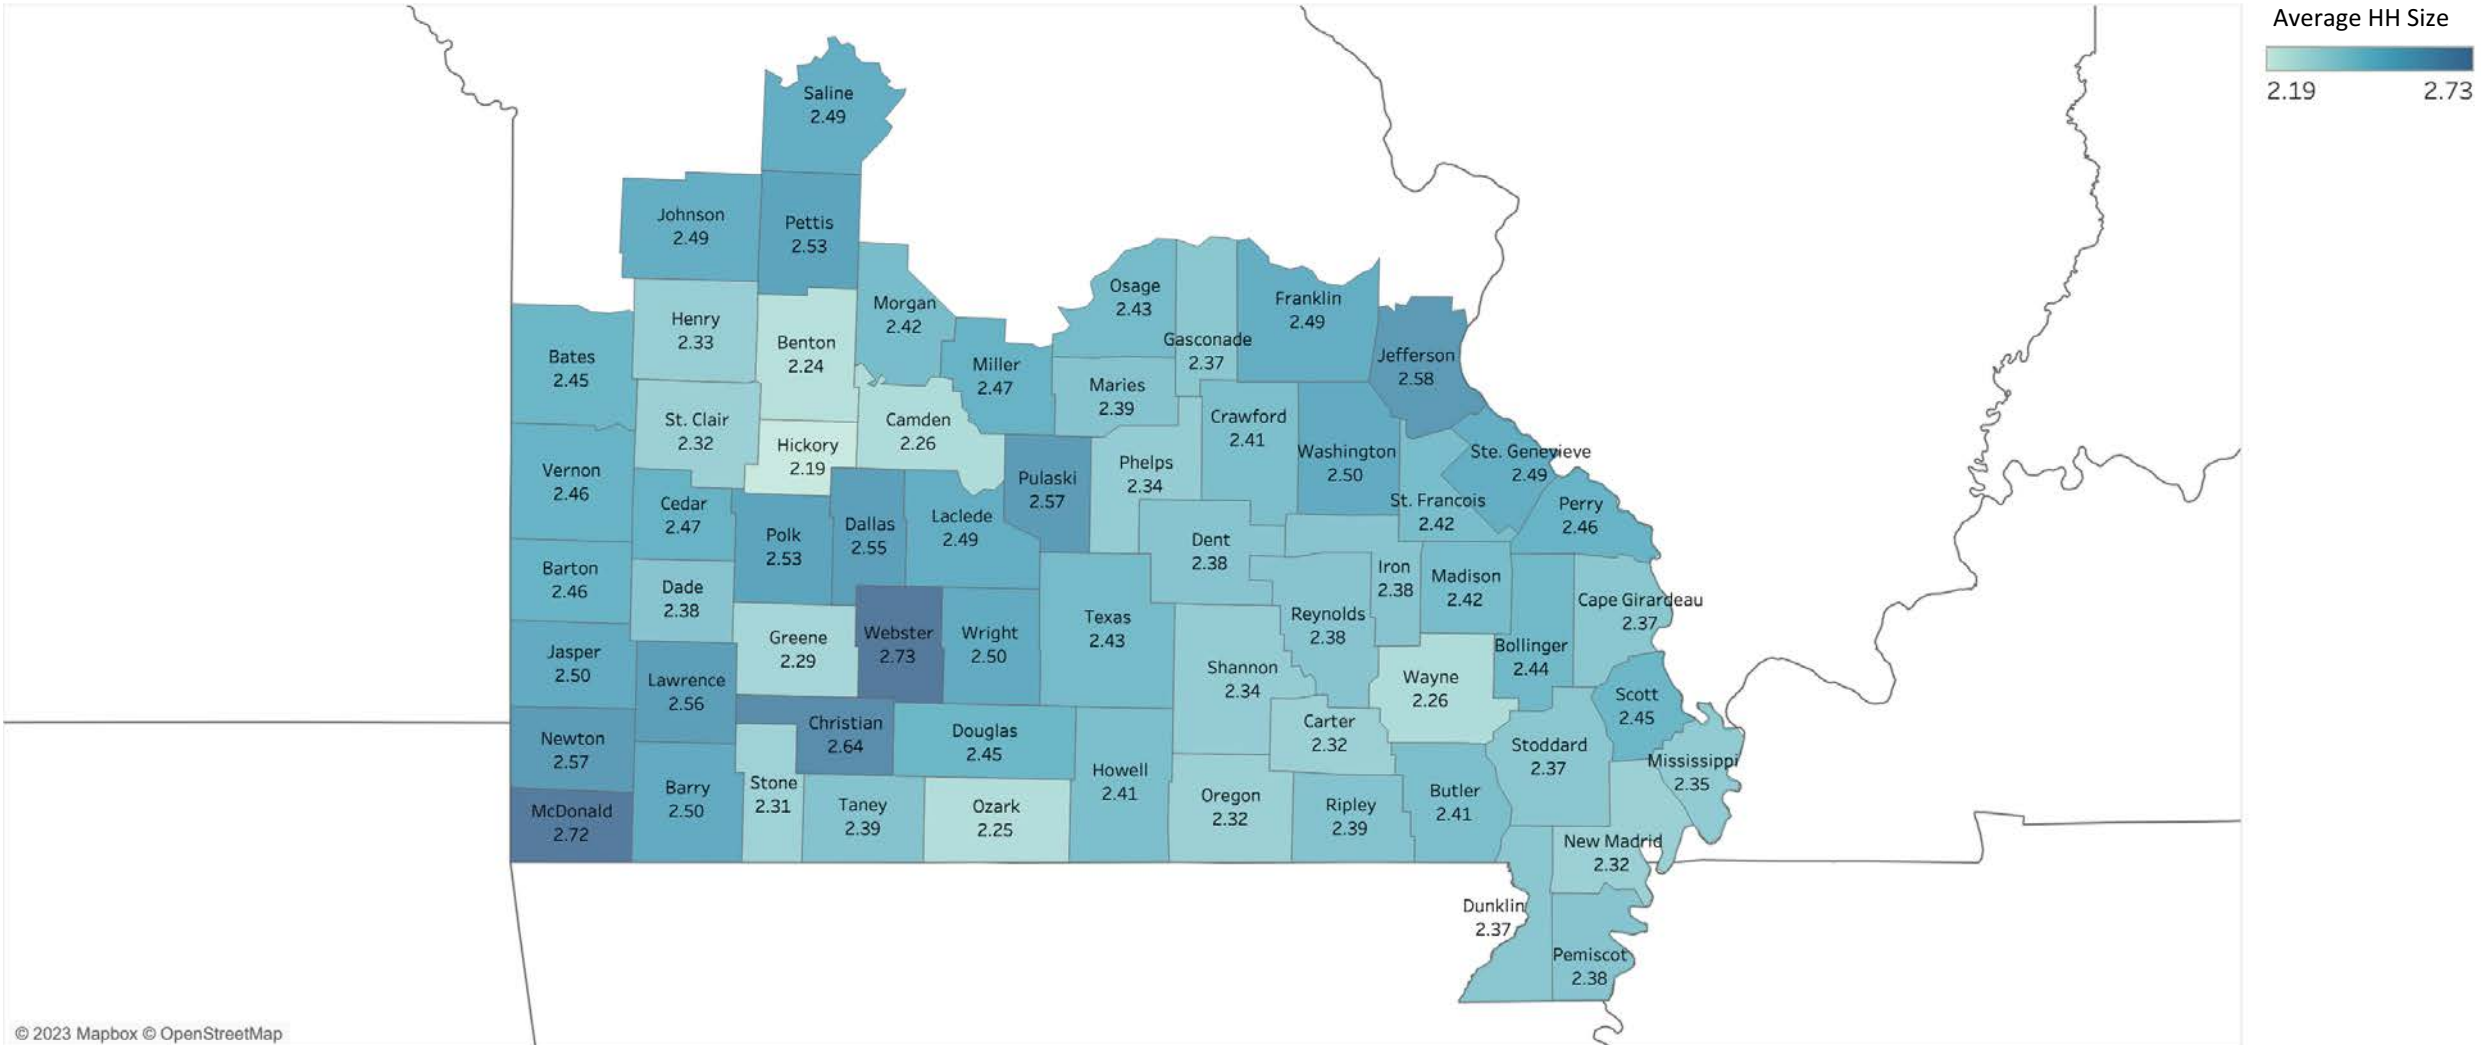 Average HH Size
2.19 2.73
Saline
2.49
Johnson
2.49
Pettis
2.53
Morgan
2.42
Osage
2.43
Gasconade
2.37
Franklin
2.49
Jefferson
2.58
Henry
2.33
Benton
2.24
Bates
2.45
Miller
2.47
Maries
2.39
St. Clair
2.32
Camden
2.26
Crawford
2.41
Hickory
2.19
Washington
2.50
Ste. Genevieve
2.49
Vernon
2.46
Pulaski
2.57
Phelps
2.34
St. Francois
2.42
Perry
2.46
Cedar
2.47
Polk
2.53
Dallas
2.55
Laclede
2.49
Dent
2.38
Barton
2.46
Dade
2.38
Iron
2.38
Madison
2.42
Cape Girardeau
2.37
Greene
2.29
Webster
2.73
Wright
2.50
Texas
2.43
Reynolds
2.38
Bollinger
2.44
Jasper
2.50
Lawrence
2.56
Shannon
2.34
Wayne
2.26
Scott
2.45
Newton
2.57
Christian
2.64
Douglas
2.45
Carter
2.32
Stoddard
2.37
Mississippi
2.35
McDonald
2.72
Barry
2.50
Stone
2.31
Taney
2.39
Ozark
2.25
Howell
2.41
Oregon
2.32
Ripley
2.39
Butler
2.41
New Madrid
2.32
Dunklin
2.37
Pemiscot
2.38
© 2023 Mapbox © OpenStreetMap